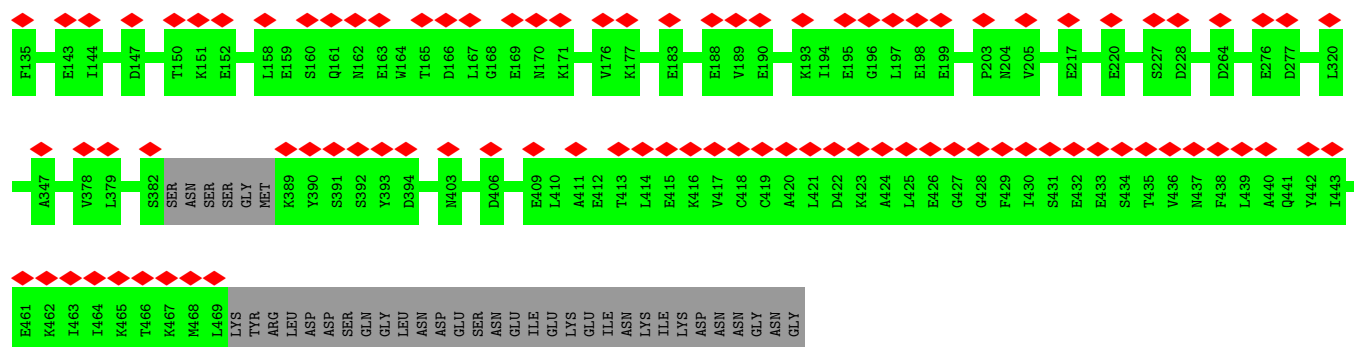 F135 E143 I144 D147 T150 K151 E152 L158 E159 S160 Q161 N162 E163 W164 T165 D166 L167 G168 E169 N170 K171 V176 K177 E183 E188 V189 E190 K193 I194 E195 G196 L197 E198 E199 P203 N204 V205 E217 E220 S227 D228 D264 E276 D277 L320
A347 V378 L379 S382 SER ASN SER SER GLY MET K389 Y390 S391 S392 Y393 D394 N403 D406 E409 L410 A411 E412 T413 L414 E415 K416 V417 C418 C419 A420 L421 D422 K423 A424 L425 E426 G427 G428 F429 I430 S431 E432 E433 S434 T435 V436 N437 F438 L439 A440 Q441 Y442 I443
E461 K462 I463 I464 K465 T466 K467 M468 L469 LYS TYR ARG LEU ASP ASP SER GLN GLY LEU ASN ASP GLU SER ASN GLU ILE GLU LYS GLU ILE ASN LYS ILE LYS ASP ASN ASN GLY ASN GLY